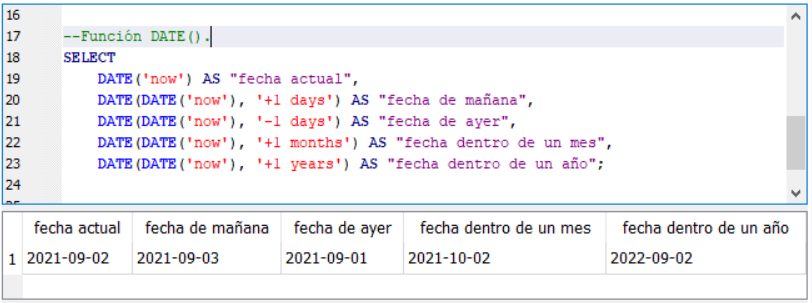 16
17 --Función DATE().
18 SELECT
19 DATE('now') AS "fecha actual",
20 DATE(DATE('now'), '+1 days') AS "fecha de mañana",
21 DATE(DATE('now'), '-1 days') AS "fecha de ayer",
22 DATE(DATE('now'), '+1 months') AS "fecha dentro de un mes",
23 DATE(DATE('now'), '+1 years') AS "fecha dentro de un año";
24
fecha actual fecha de mañana fecha de ayer fecha dentro de un mes fecha dentro de un año
1 2021-09-02 2021-09-03 2021-09-01 2021-10-02 2022-09-02